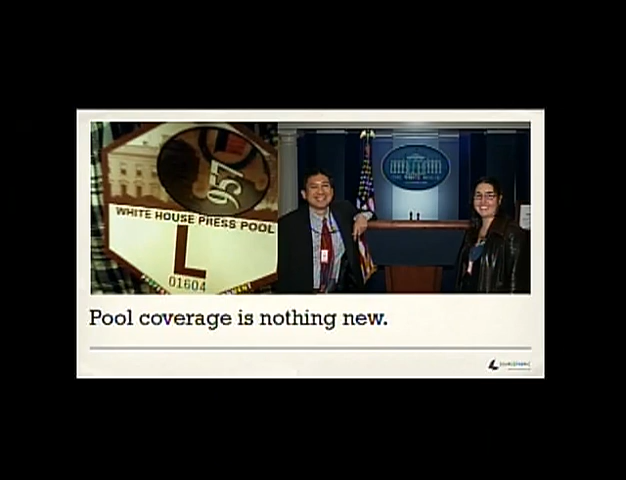 957
WHITE HOUSE PRESS POOL
L
01604
THE WHITE HOUSE
Pool coverage is nothing new.